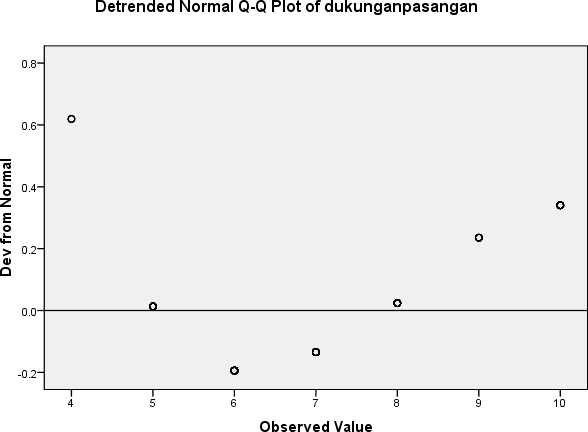 Detrended Normal Q-Q Plot of dukunganpasangan
0.8
0.6
0.4
0.2
0.0
-0.2
Dev from Normal
4 5 6 7 8 9 10
Observed Value